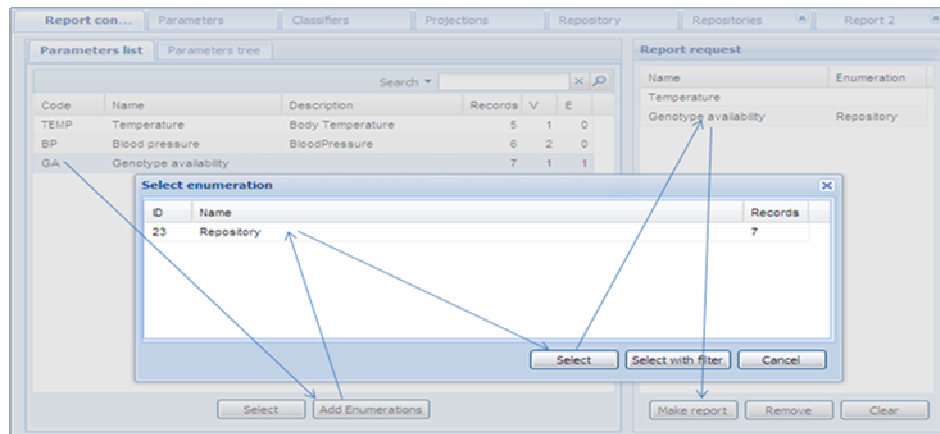 Report con... Parameters Classifiers Projections Repository Repositories Report 2
Parameters list Parameters tree
Search
Code Name Description Records V E
TEMP Temperature Body Temperature 5 1 0
BP Blood pressure BloodPressure 6 2 0
GA Genotype availability 7 1 1
Select enumeration
ID Name Records
23 Repository 7
Select Select with filter Cancel
Select Add Enumerations
Report request
Name Enumeration
Temperature
Genotype availability Repository
Make report Remove Clear